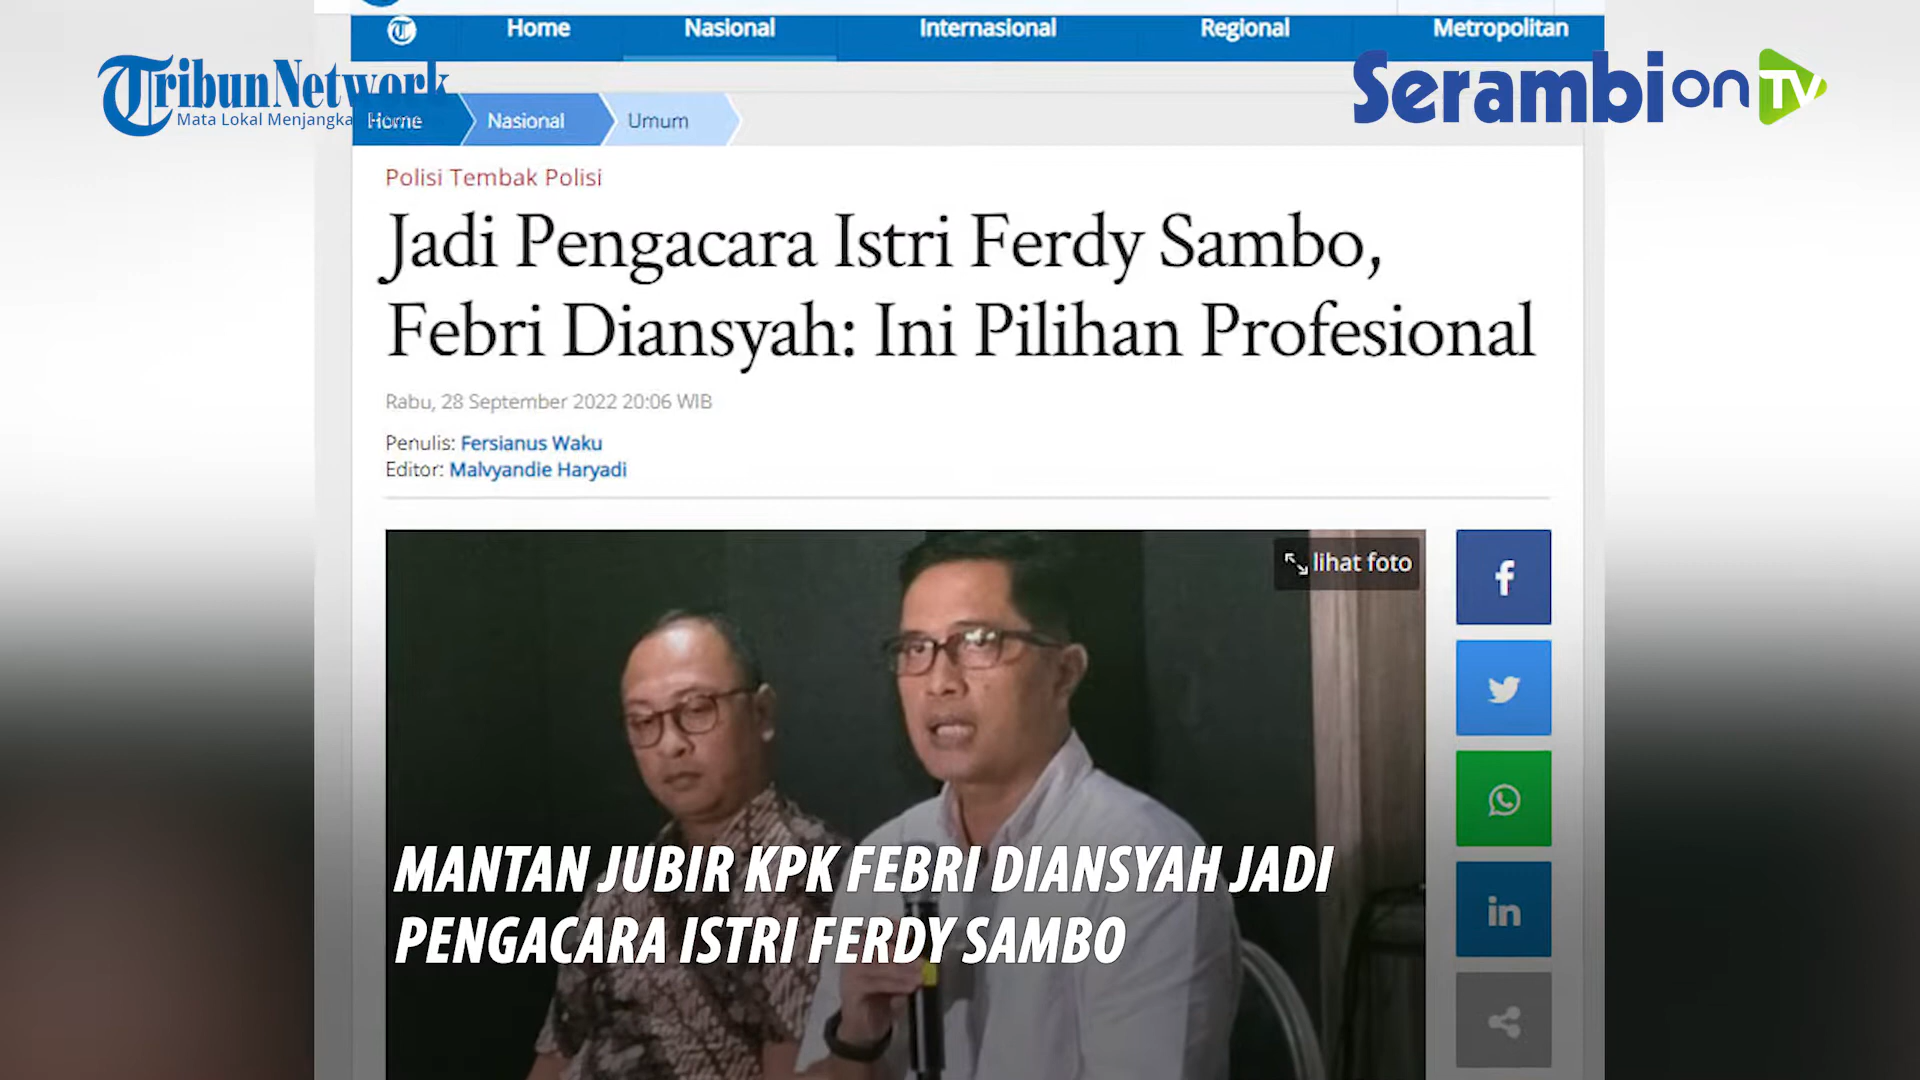 Home Nasional Internasional Regional Metropolitan
TribunNetwork
Mata Lokal Menjangka
Serambi on TV
Home Nasional Umum
Polisi Tembak Polisi
Jadi Pengacara Istri Ferdy Sambo,
Febri Diansyah: Ini Pilihan Profesional
Rabu, 28 September 2022 20:06 WIB
Penulis: Fersianus Waku
Editor: Malvyandie Haryadi
lihat foto
MANTAN JUBIR KPK FEBRI DIANSYAH JADI
PENGACARA ISTRI FERDY SAMBO